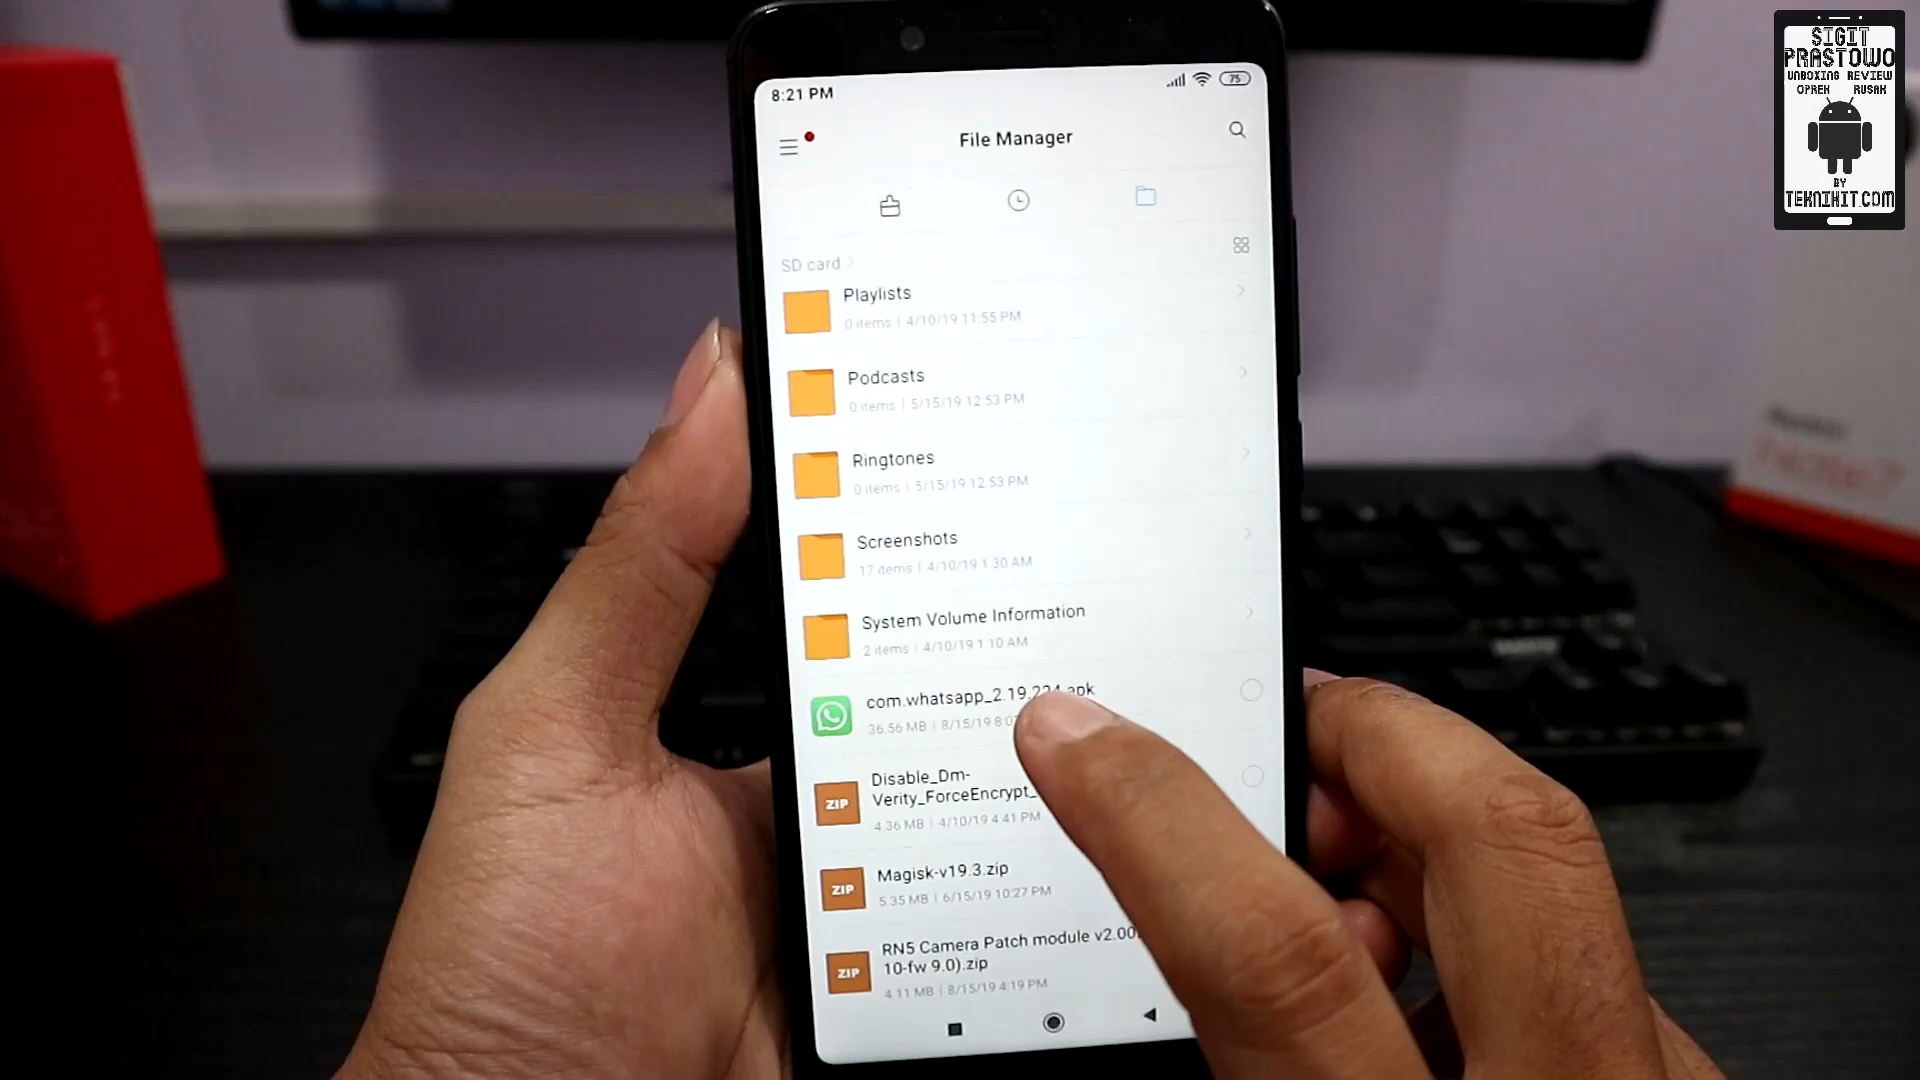 8:21 PM
75
File Manager
SD card
Playlists
0 items | 4/10/19 11:55 PM
Podcasts
0 items | 5/15/19 12:53 PM
Ringtones
0 items | 5/15/19 12:53 PM
Screenshots
17 items | 4/10/19 1:30 AM
System Volume Information
2 items | 4/10/19 1:10 AM
com.whatsapp_2.19.224.apk
36.56 MB | 8/15/19
Disable_Dm-
Verity_ForceEncrypt_
ZIP
4.36 MB | 4/10/19 4:41 PM
Magisk-v19.3.zip
ZIP
5.35 MB | 6/15/19 10:27 PM
RN5 Camera Patch module v2.00
10-fw 9.0).zip
ZIP
4.11 MB | 8/15/19 4:19 PM
SIGIT
PRASTOWO
UNBOXING REVIEW
OPREK RUSAK
BY
TEKNIKIT.COM
Note 7